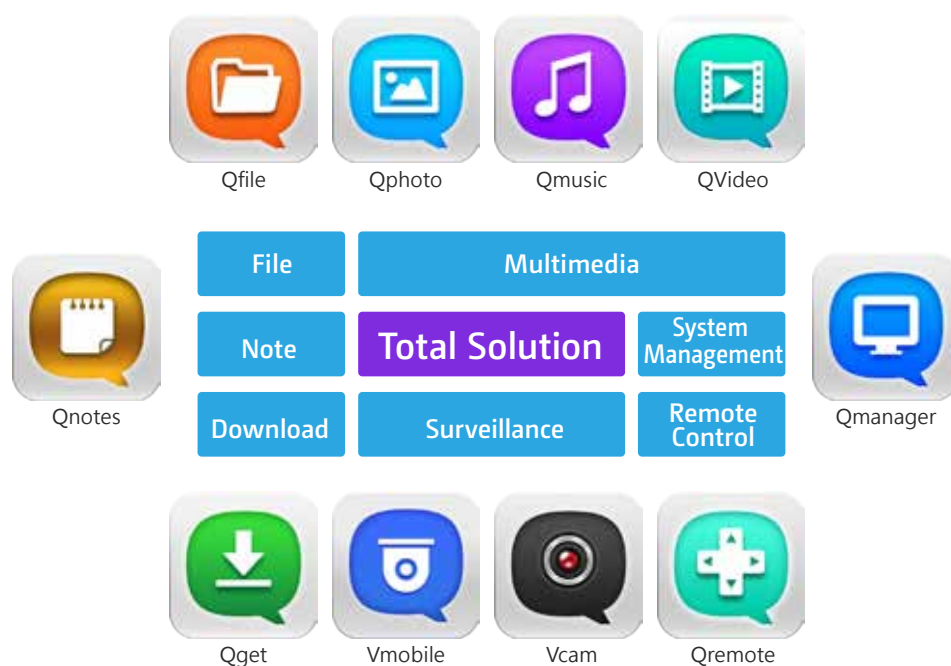 Qfile
Qphoto
Qmusic
QVideo
File
Multimedia
Qnotes
Note
Total Solution
System
Management
Qmanager
Download
Surveillance
Remote
Control
Qget
Vmobile
Vcam
Qremote